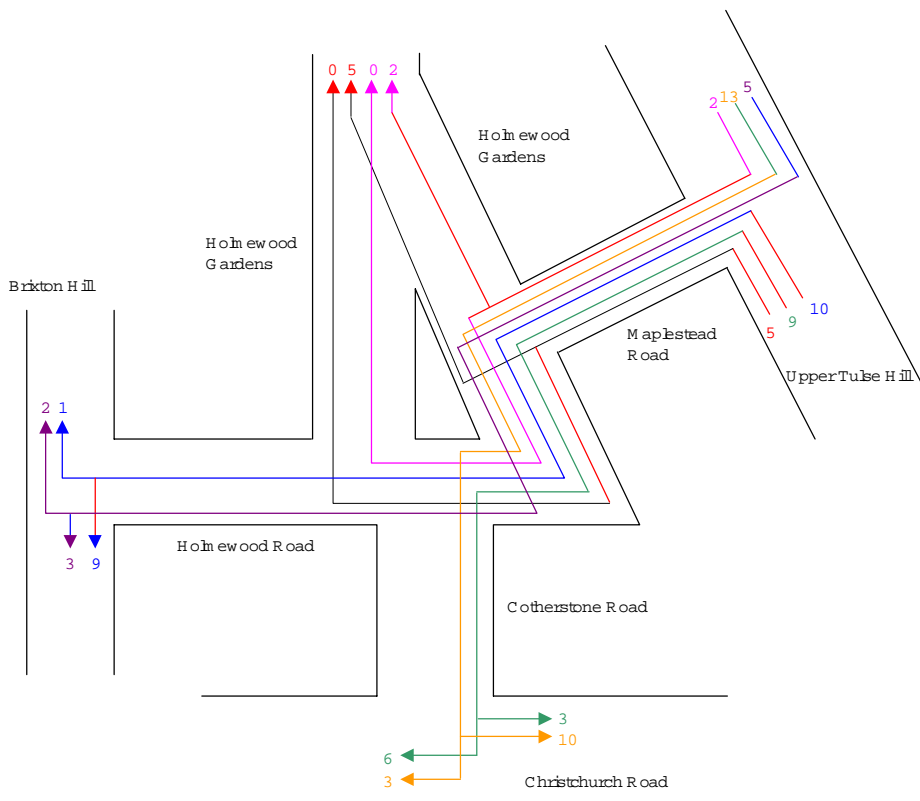 0 5 0 2
5
13
2
Holmewood
Gardens
Holmewood
Gardens
Brixton Hill
10
9
5
Maplestead
Road
Upper Tulse Hill
2 1
Holmewood Road
3 9
Cotherstone Road
3
10
6
3
Christchurch Road